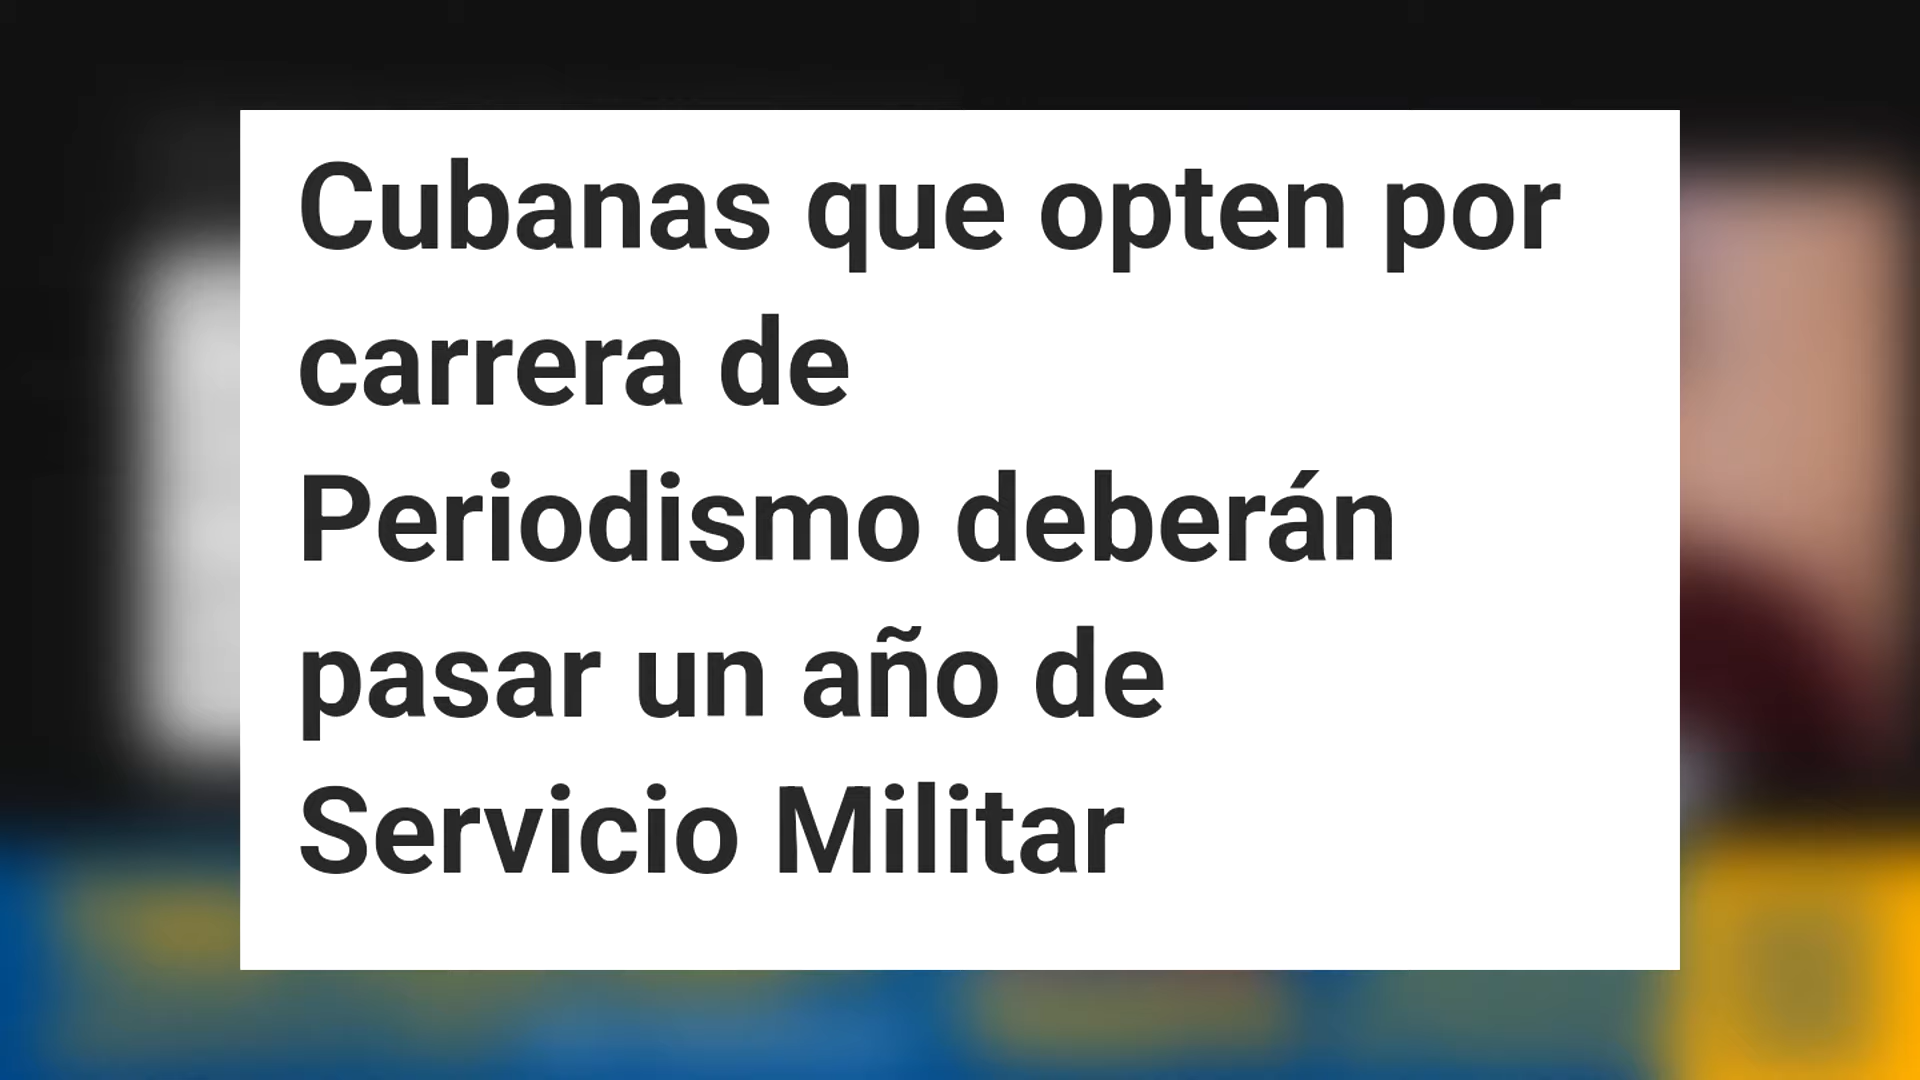 Cubanas que opten por
carrera de
Periodismo deberán
pasar un año de
Servicio Militar